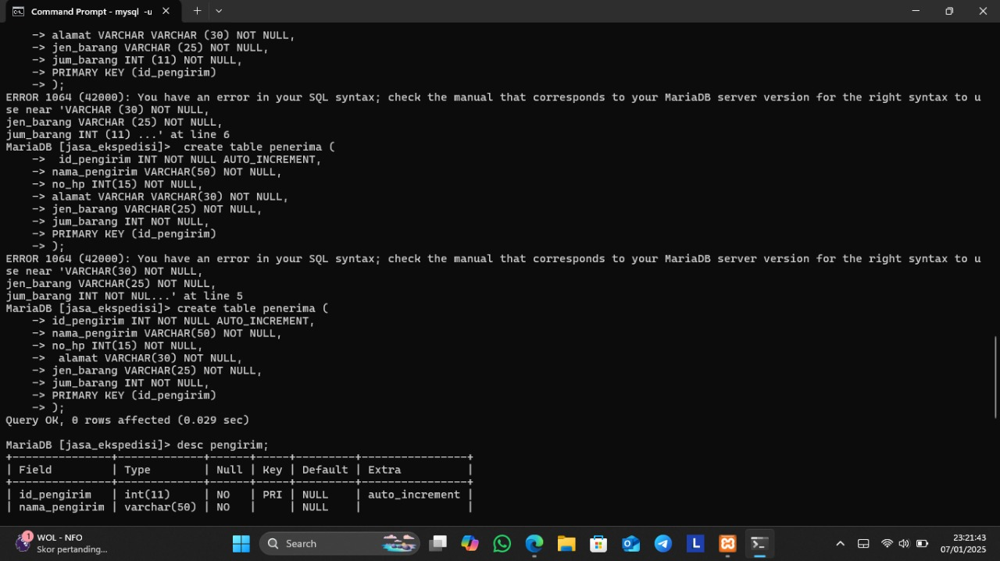 Command Prompt - mysql -u
-> alamat VARCHAR VARCHAR (30) NOT NULL,
-> jen_barang VARCHAR (25) NOT NULL,
-> jum_barang INT (11) NOT NULL,
-> PRIMARY KEY (id_pengirim)
-> );
ERROR 1064 (42000): You have an error in your SQL syntax; check the manual that corresponds to your MariaDB server version for the right syntax to u
se near 'VARCHAR (30) NOT NULL,
jen_barang VARCHAR (25) NOT NULL,
jum_barang INT (11) ...' at line 6
MariaDB [jasa_ekspedisi]>  create table penerima (
->  id_pengirim INT NOT NULL AUTO_INCREMENT,
-> nama_pengirim VARCHAR(50) NOT NULL,
-> no_hp INT(15) NOT NULL,
-> alamat VARCHAR VARCHAR(30) NOT NULL,
-> jen_barang VARCHAR(25) NOT NULL,
-> jum_barang INT NOT NULL,
-> PRIMARY KEY (id_pengirim)
-> );
ERROR 1064 (42000): You have an error in your SQL syntax; check the manual that corresponds to your MariaDB server version for the right syntax to u
se near 'VARCHAR(30) NOT NULL,
jen_barang VARCHAR(25) NOT NULL,
jum_barang INT NOT NUL...' at line 5
MariaDB [jasa_ekspedisi]> create table penerima (
-> id_pengirim INT NOT NULL AUTO_INCREMENT,
-> nama_pengirim VARCHAR(50) NOT NULL,
-> no_hp INT(15) NOT NULL,
->  alamat VARCHAR(30) NOT NULL,
-> jen_barang VARCHAR(25) NOT NULL,
-> jum_barang INT NOT NULL,
-> PRIMARY KEY (id_pengirim)
-> );
Query OK, 0 rows affected (0.029 sec)
MariaDB [jasa_ekspedisi]> desc pengirim;
+---------------+-------------+------+-----+---------+----------------+
| Field         | Type        | Null | Key | Default | Extra          |
+---------------+-------------+------+-----+---------+----------------+
| id_pengirim   | int(11)     | NO   | PRI | NULL    | auto_increment |
| nama_pengirim | varchar(50) | NO   |     | NULL    |                |
1
WOL - NFO
Skor pertanding...
Search
L
23:21:43
07/01/2025